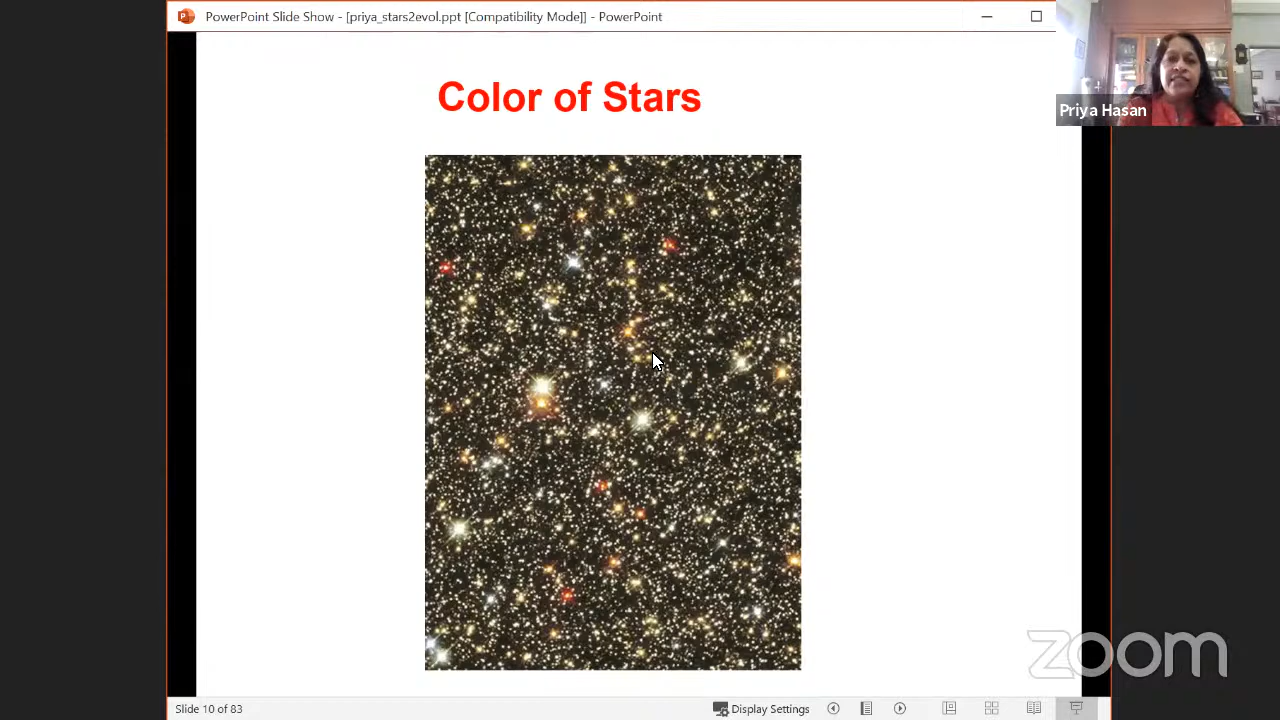 PowerPoint Slide Show - [priya_stars2evol.ppt [Compatibility Mode]] - PowerPoint
Priya Hasan
Color of Stars
zoom
Slide 10 of 83
Display Settings